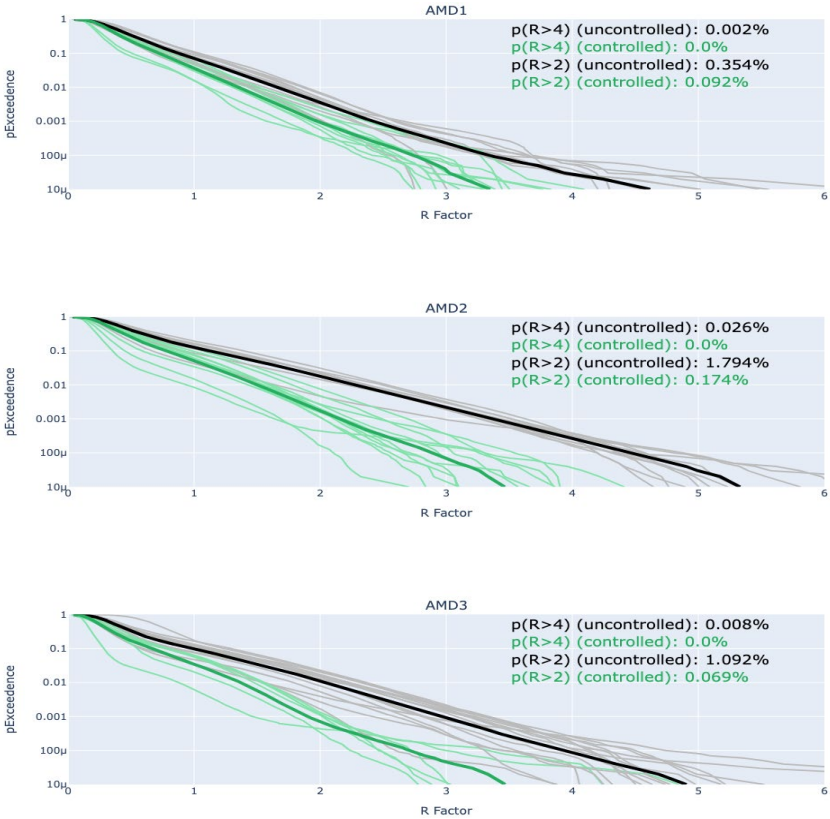 AMD1
p(R>4) (uncontrolled): 0.002%
p(R>4) (controlled): 0.0%
p(R>2) (uncontrolled): 0.354%
p(R>2) (controlled): 0.092%
pExceedence
1
0.1
0.01
0.001
100μ
10μ
0 1 2 3 4 5 6
R Factor
AMD2
p(R>4) (uncontrolled): 0.026%
p(R>4) (controlled): 0.0%
p(R>2) (uncontrolled): 1.794%
p(R>2) (controlled): 0.174%
pExceedence
1
0.1
0.01
0.001
100μ
10μ
0 1 2 3 4 5 6
R Factor
AMD3
p(R>4) (uncontrolled): 0.008%
p(R>4) (controlled): 0.0%
p(R>2) (uncontrolled): 1.092%
p(R>2) (controlled): 0.069%
pExceedence
1
0.1
0.01
0.001
100μ
10μ
0 1 2 3 4 5 6
R Factor